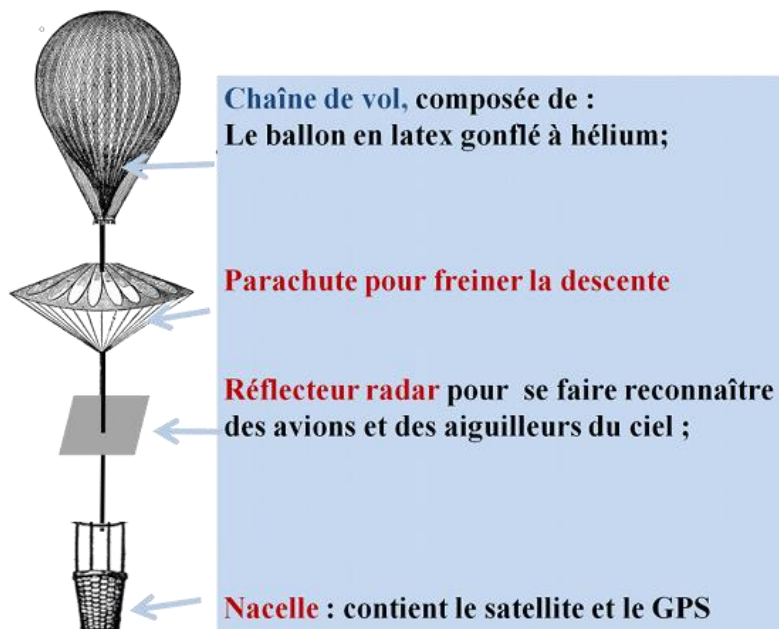 Chaîne de vol, composée de :
Le ballon en latex gonflé à hélium;
Parachute pour freiner la descente
Réflecteur radar pour se faire reconnaître
des avions et des aiguilleurs du ciel ;
Nacelle : contient le satellite et le GPS